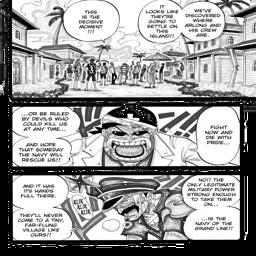 WE'VE
DISCOVERED
WHERE
ARLONG AND
HIS CREW
ARE.
IT LOOKS
LIKE
THEY'RE
GOING TO
SETTLE ON
THIS
ISLAND!!
THIS
IS THE
DECISIVE
MOMENT
!!!
FIGHT
NOW AND
DIE WITH
PRIDE...
...OR BE RULED
BY DEVILS WHO
COULD KILL US
AT ANY TIME...
AND HOPE
THAT SOMEDAY
THE NAVY WILL
RESCUE US!!
NO!! THE ONLY
LEGITIMATE
MILITARY POWER
STRONG ENOUGH
TO TAKE THEM
ON...
...IS THE
NAVY OF THE
GRAND LINE!!
KLIK
KLIK
KLIK
AND IT HAS
ITS HANDS
FULL THERE.
THEY'LL NEVER
COME TO A TINY,
FAR-FLUNG
VILLAGE LIKE
OURS!!